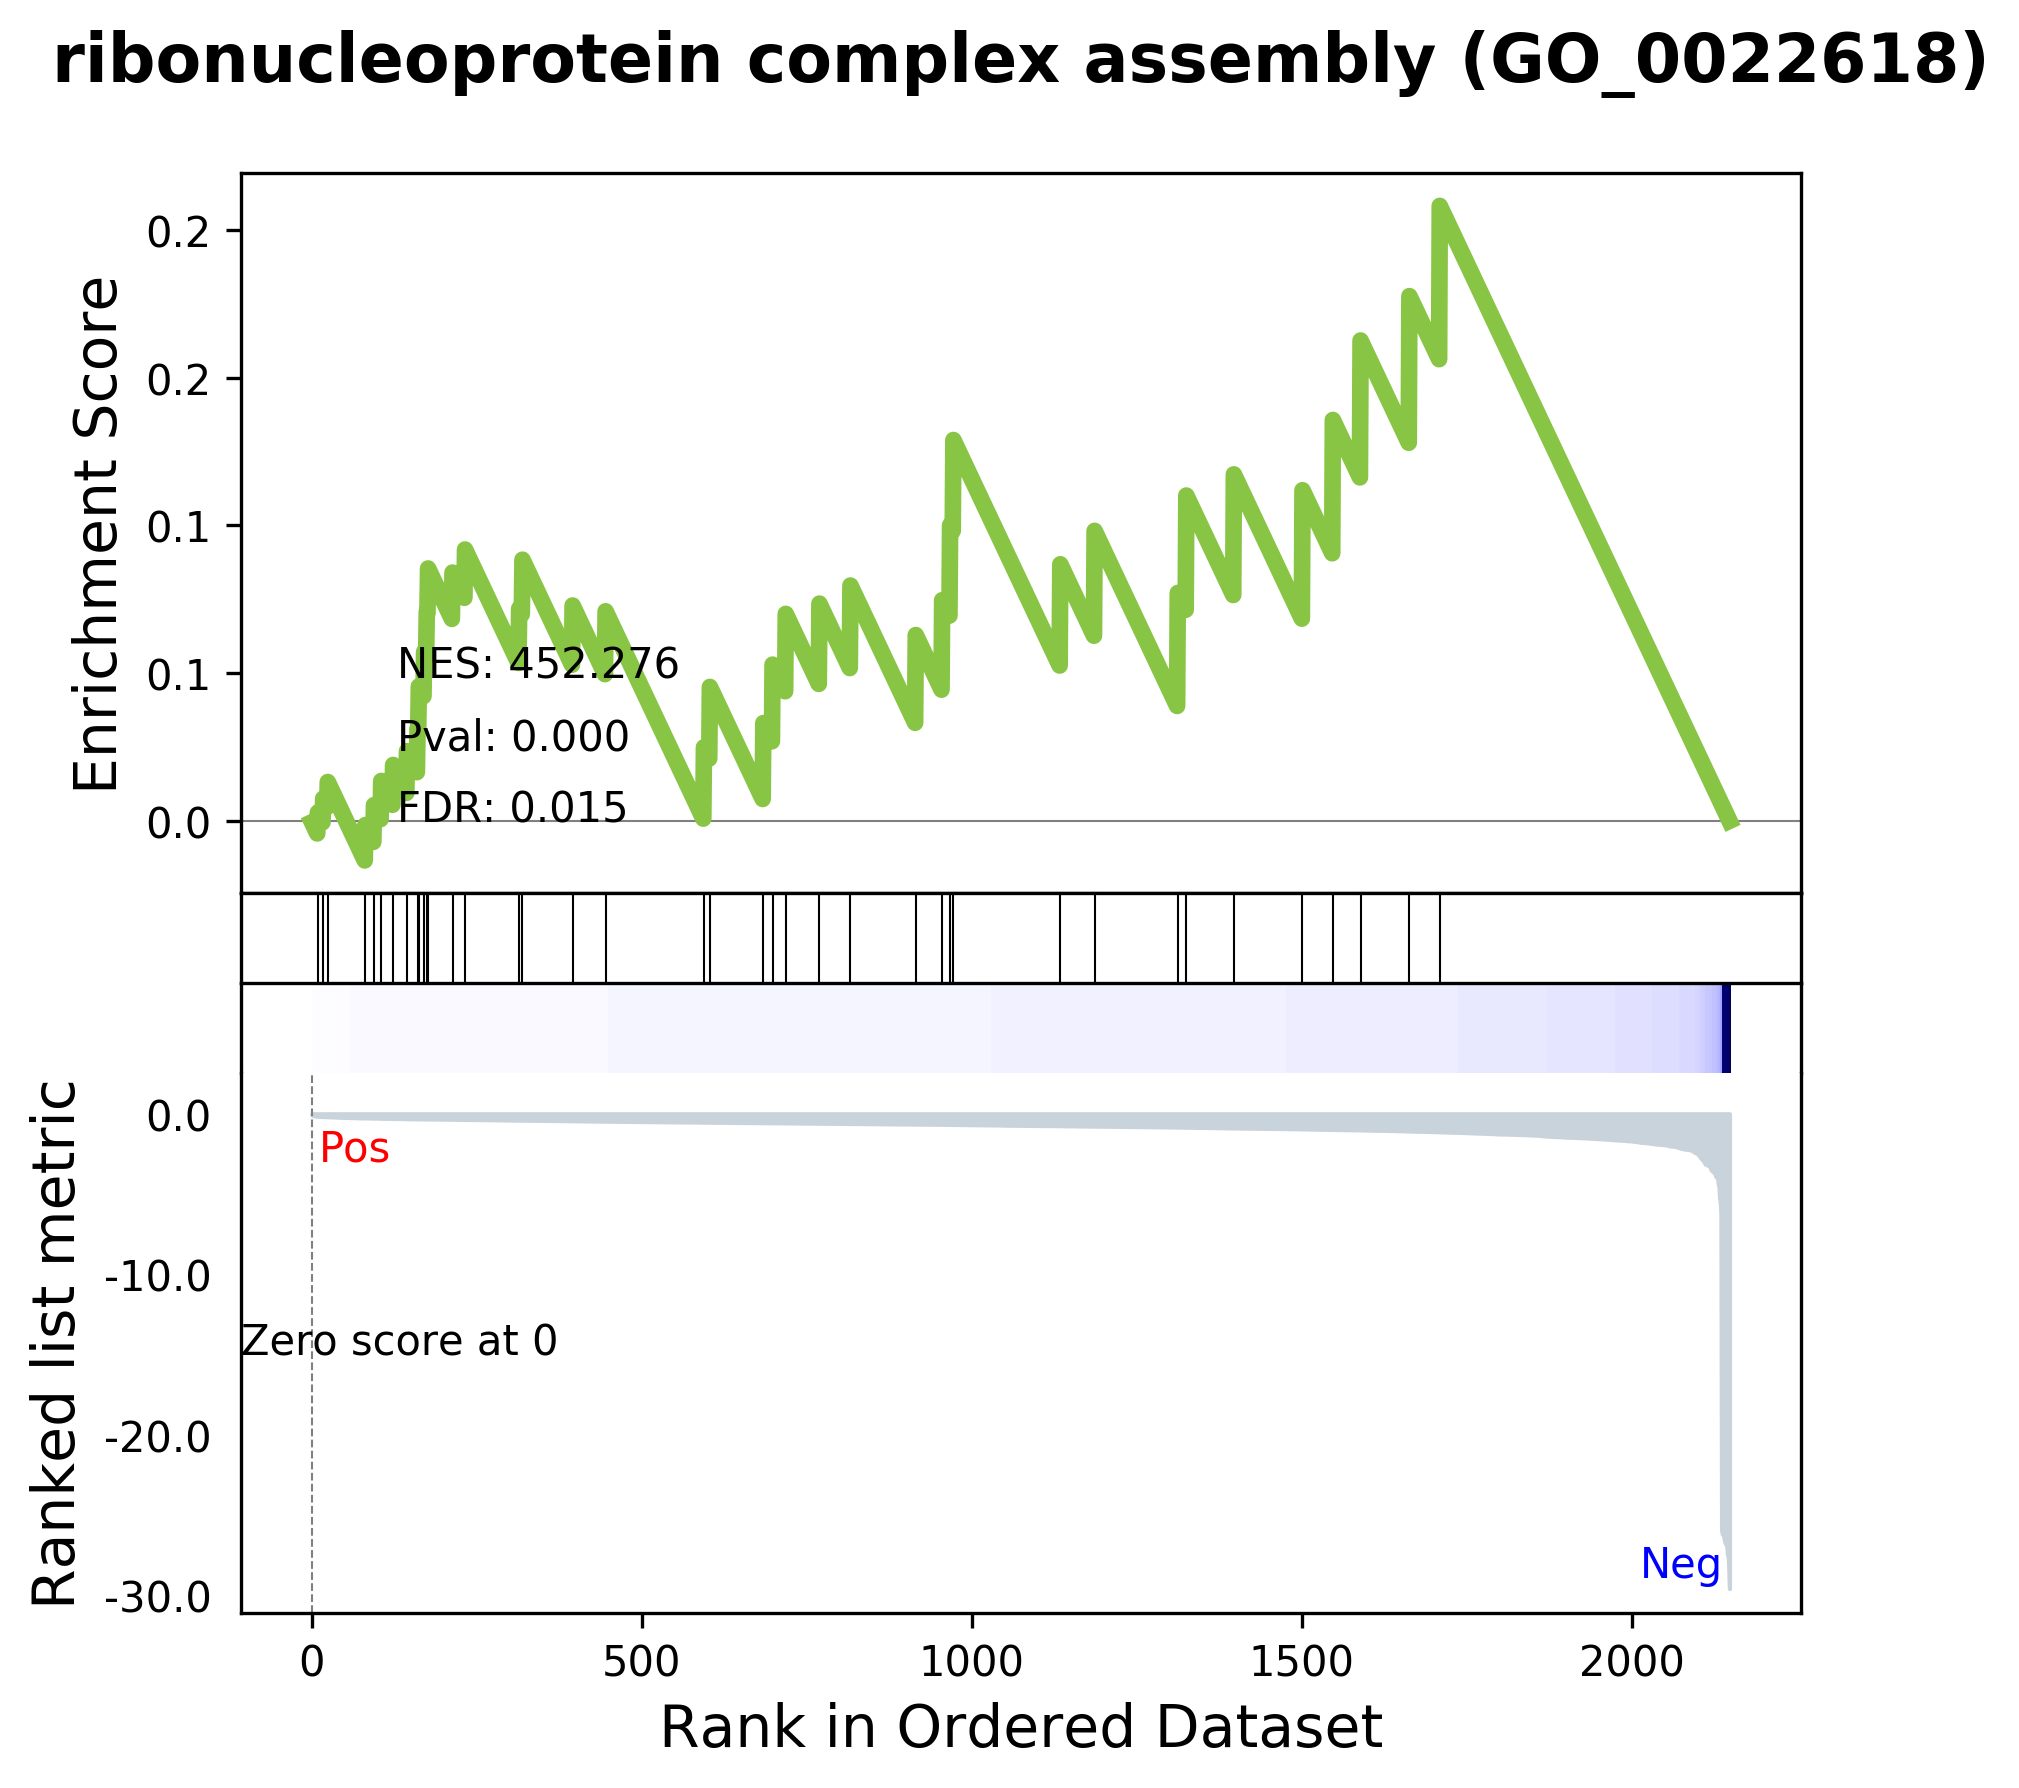 ribonucleoprotein complex assembly (GO_0022618)
Enrichment Score
0.2
0.2
0.1
0.1
0.0
NES: 452.276
Pval: 0.000
FDR: 0.015
Ranked list metric
0.0
-10.0
-20.0
-30.0
Pos
Zero score at 0
Neg
0 500 1000 1500 2000
Rank in Ordered Dataset